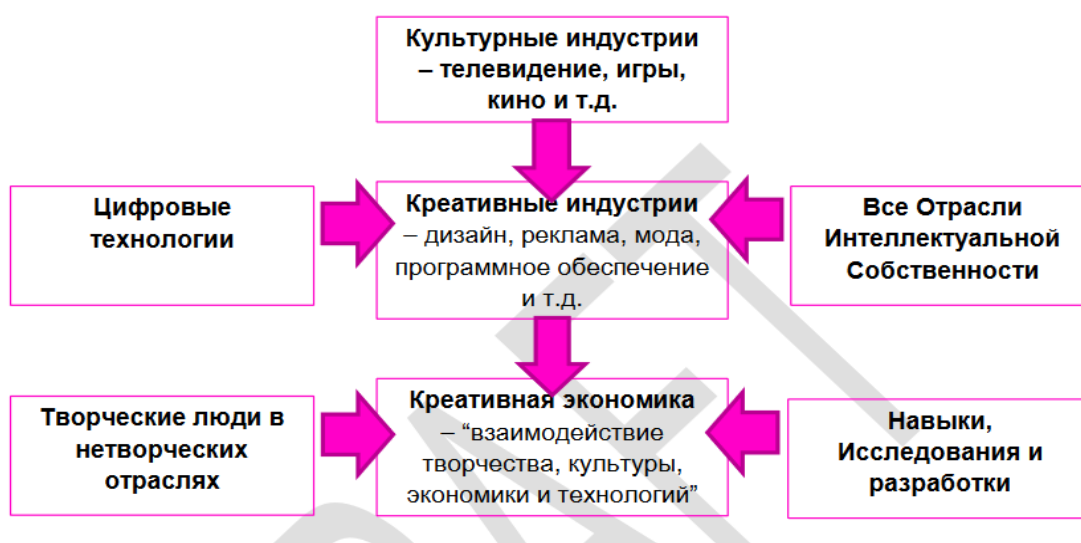 Культурные индустрии
– телевидение, игры,
кино и т.д.
Цифровые
технологии
Креативные индустрии
– дизайн, реклама, мода,
программное обеспечение
и т.д.
Все Отрасли
Интеллектуальной
Собственности
Творческие люди в
нетворческих
отраслях
Креативная экономика
– “взаимодействие
творчества, культуры,
экономики и технологий”
Навыки,
Исследования и
разработки